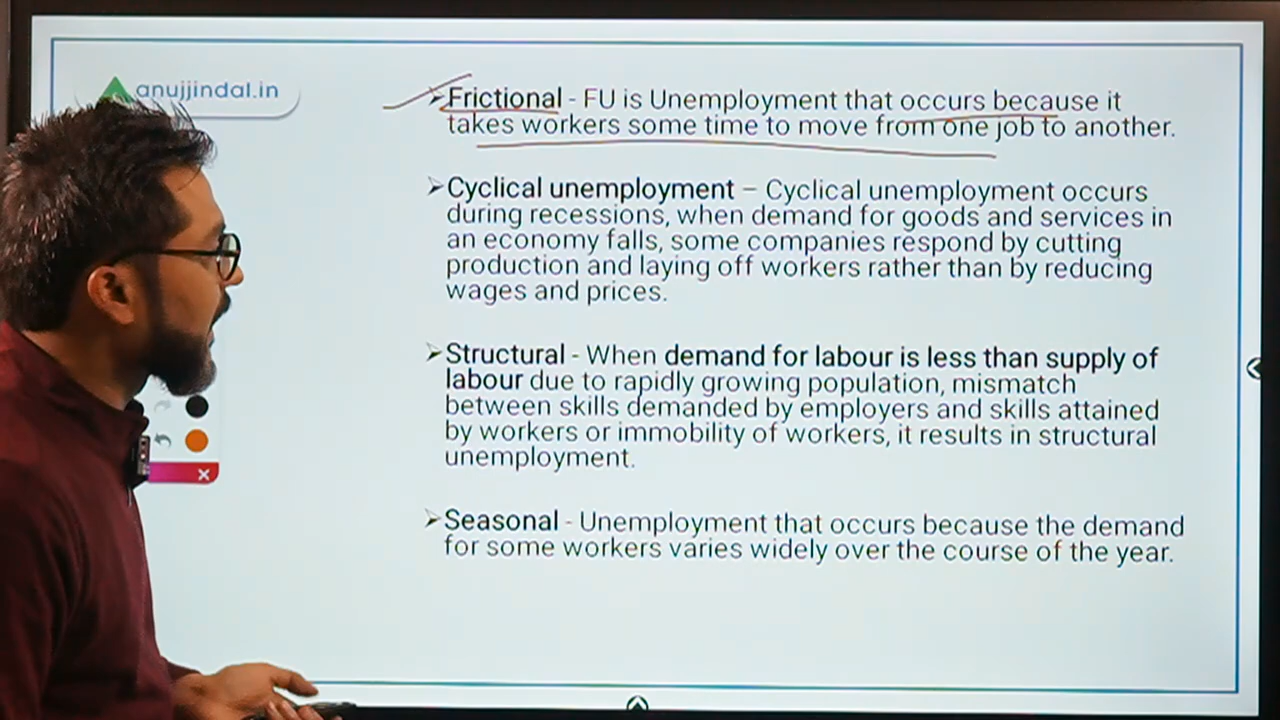 anujjindal.in
Frictional - FU is Unemployment that occurs because it
takes workers some time to move from one job to another.
Cyclical unemployment – Cyclical unemployment occurs
during recessions, when demand for goods and services in
an economy falls, some companies respond by cutting
production and laying off workers rather than by reducing
wages and prices.
Structural - When demand for labour is less than supply of
labour due to rapidly growing population, mismatch
between skills demanded by employers and skills attained
by workers or immobility of workers, it results in structural
unemployment.
Seasonal - Unemployment that occurs because the demand
for some workers varies widely over the course of the year.